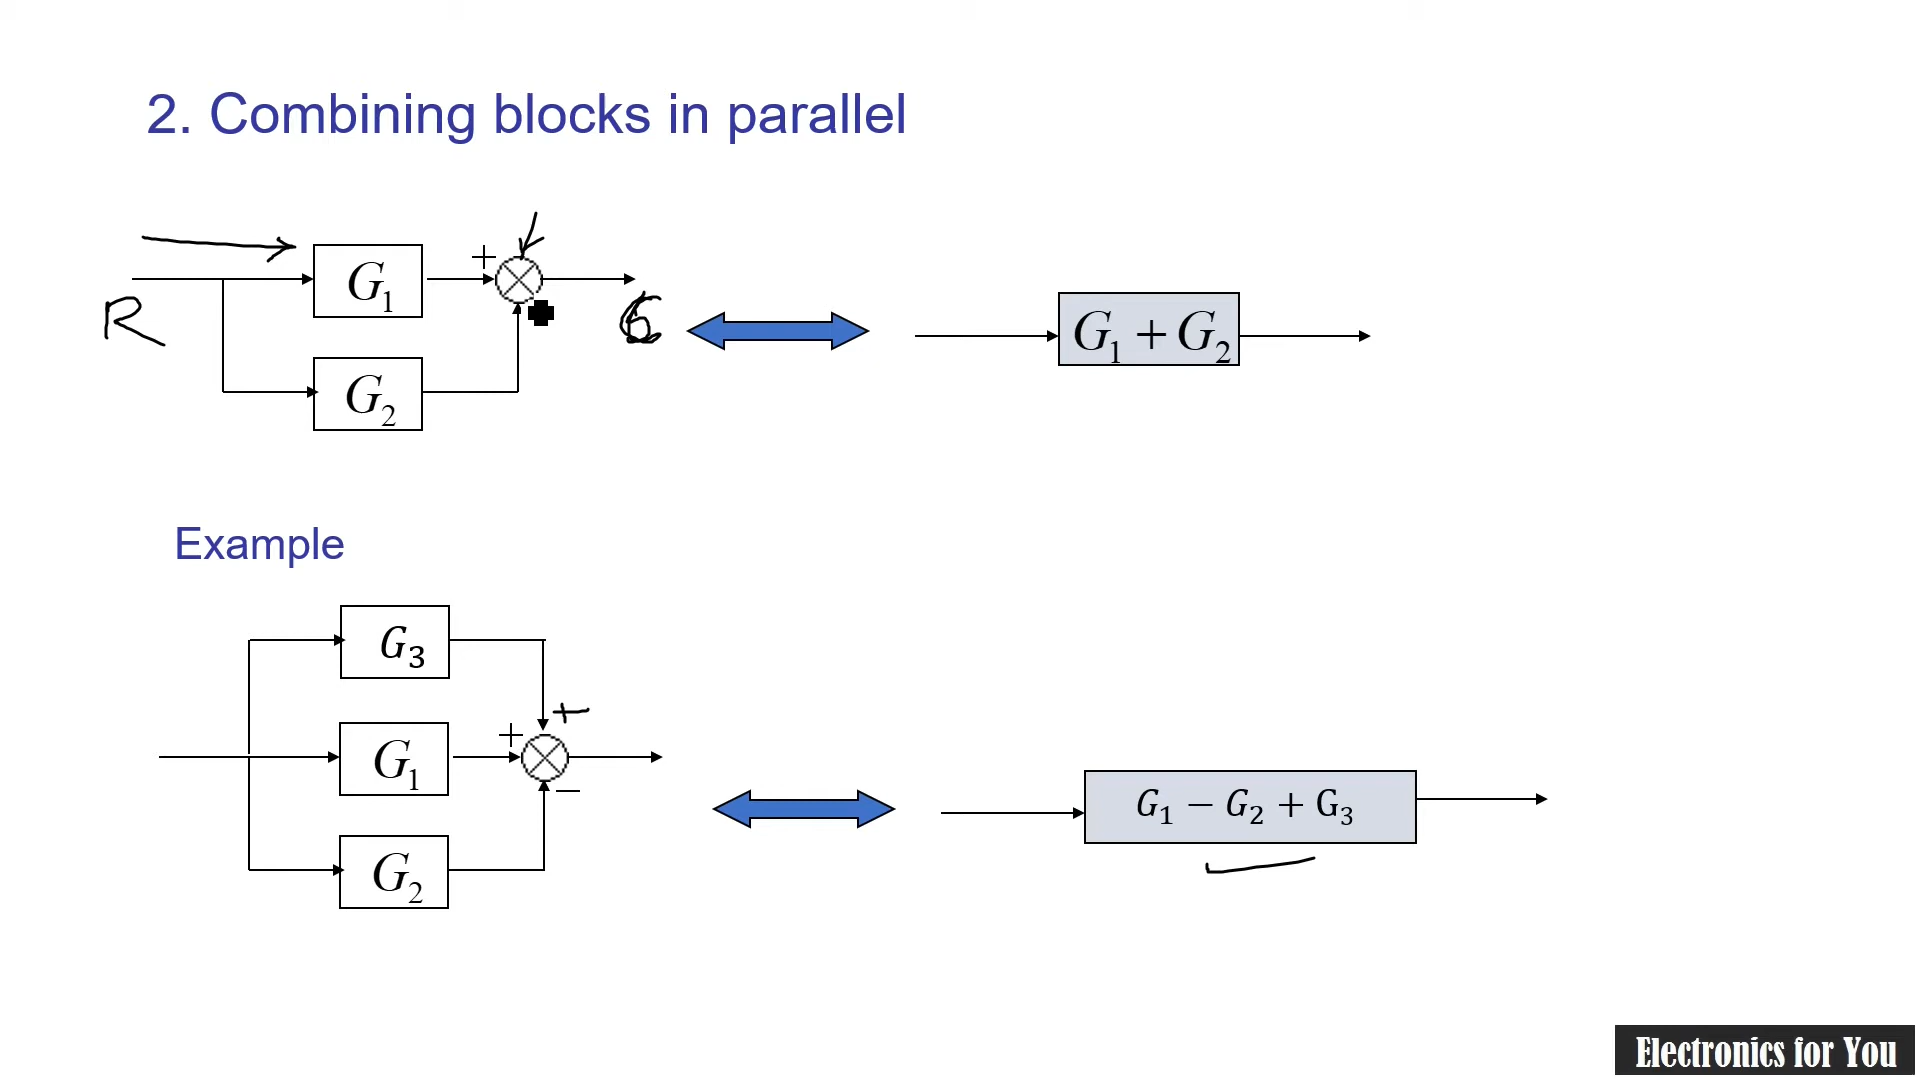 2. Combining blocks in parallel
G₁
+
R
G₁ + G₂
G₂
Example
G₃
+
+
G₁
−
G₁ − G₂ + G₃
G₂
Electronics for You